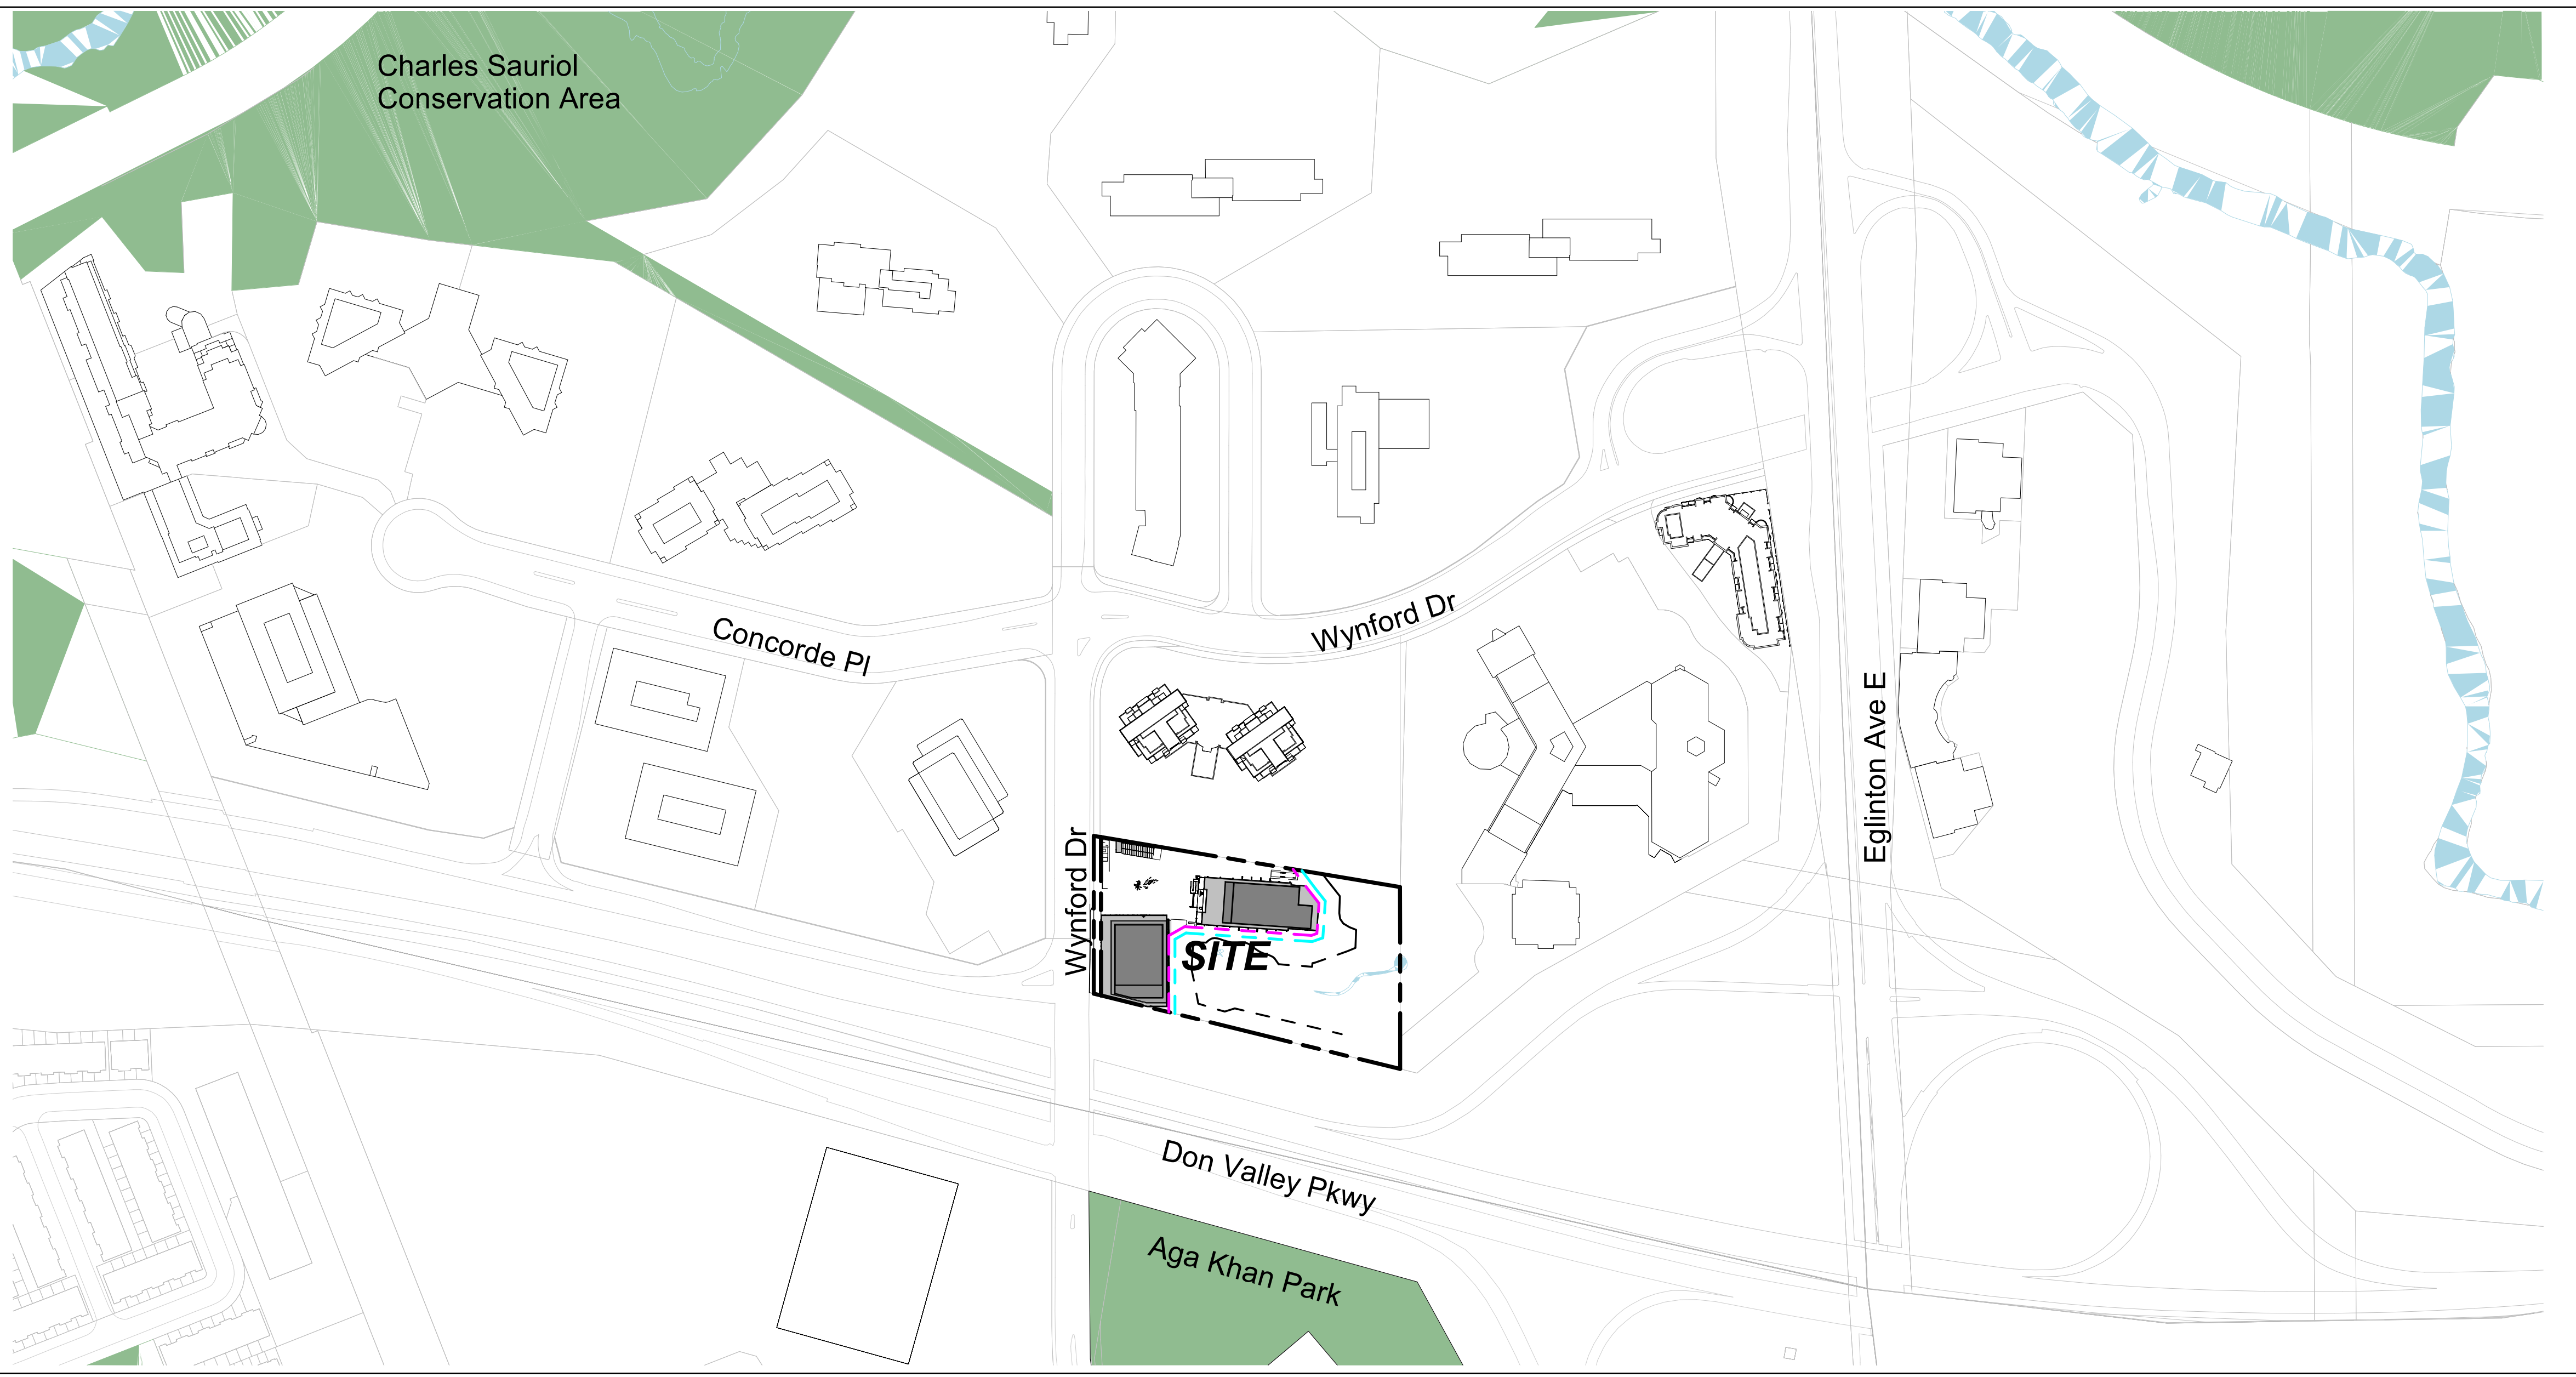 Charles Sauriol
Conservation Area
Concorde Pl
Wynford Dr
Eglinton Ave E
Wynford Dr
SITE
Don Valley Pkwy
Aga Khan Park